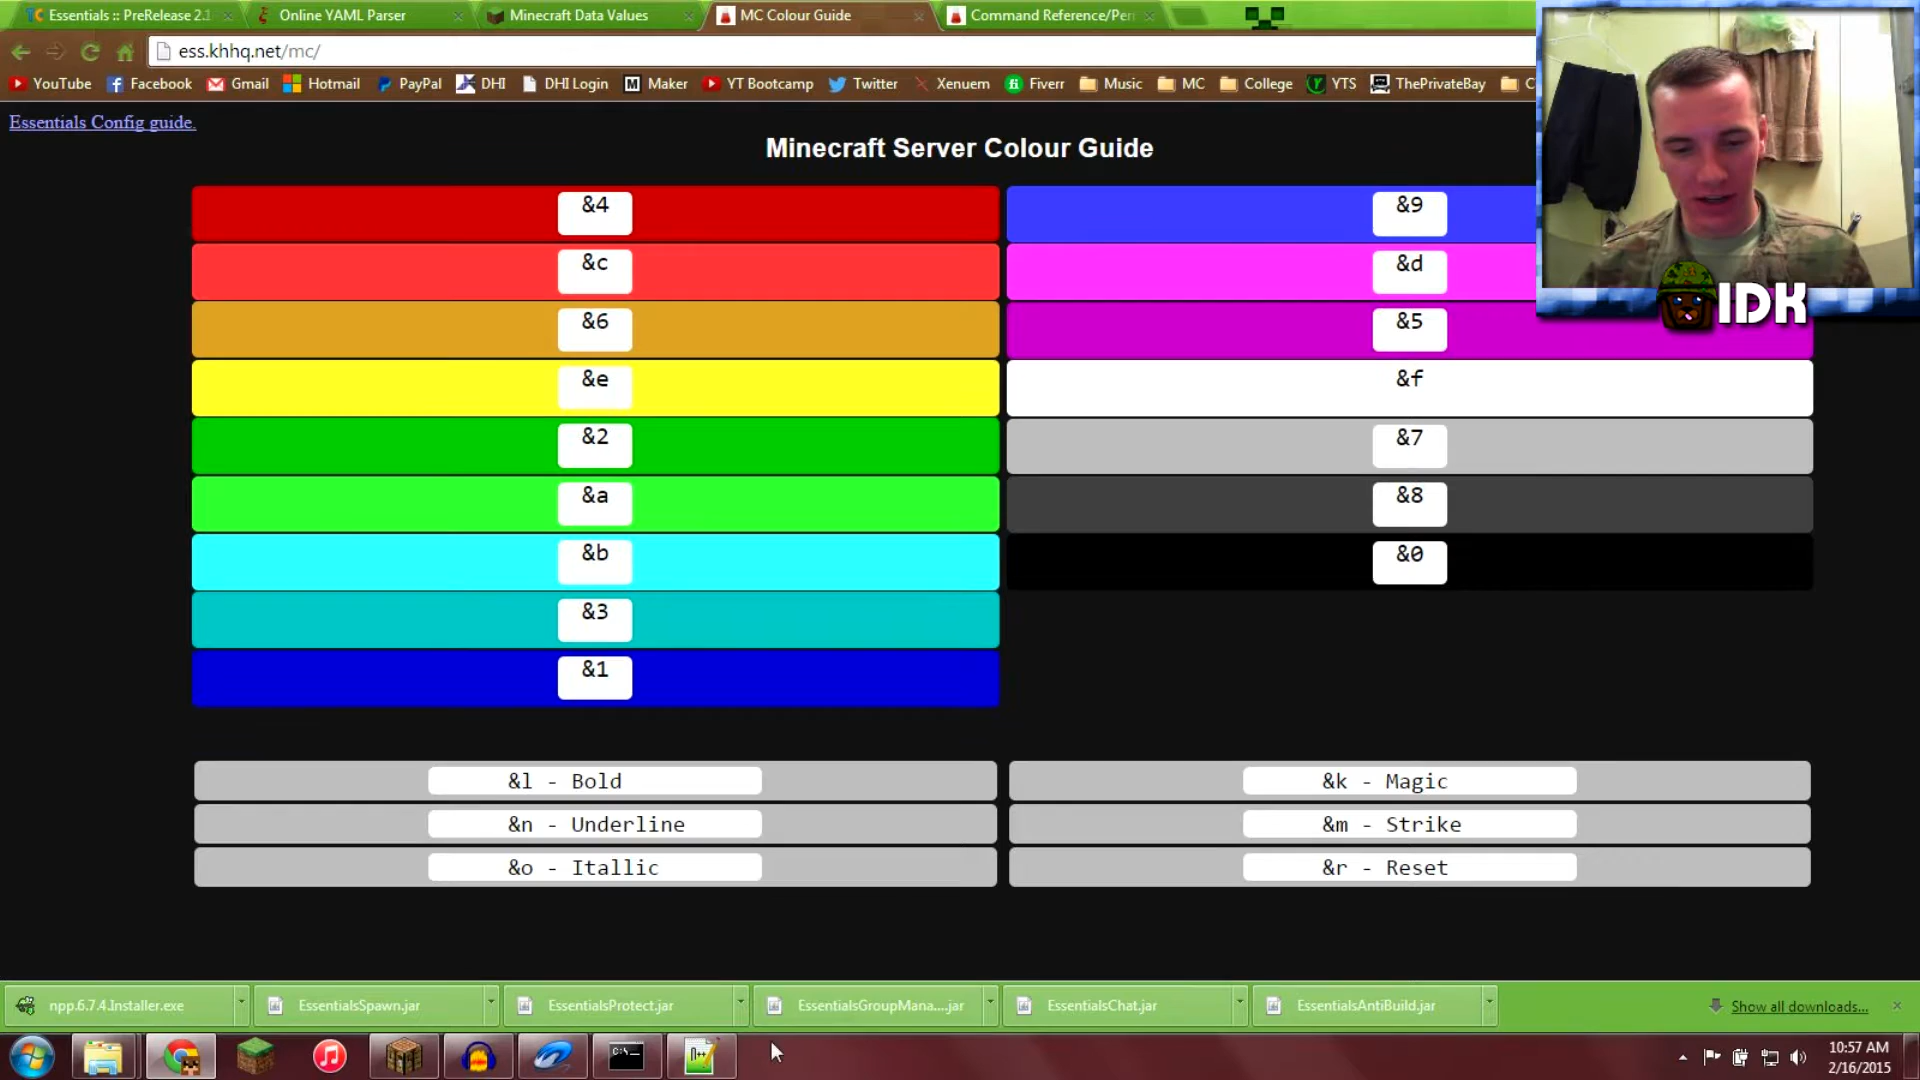 Essentials :: PreRelease 2.1
Online YAML Parser
Minecraft Data Values
MC Colour Guide
Command Reference/Per
ess.khhq.net/mc/
YouTube Facebook Gmail Hotmail PayPal DHI DHI Login Maker YT Bootcamp Twitter Xenuem Fiverr Music MC College YTS ThePrivateBay C
Essentials Config guide.
Minecraft Server Colour Guide
&4 &9
&c &d
&6 &5
&e &f
&2 &7
&a &8
&b &0
&3
&1
IDK
&l - Bold &k - Magic
&n - Underline &m - Strike
&o - Itallic &r - Reset
npp.6.7.4.Installer.exe EssentialsSpawn.jar EssentialsProtect.jar EssentialsGroupMana....jar EssentialsChat.jar EssentialsAntiBuild.jar Show all downloads...
C:\_ n++ 10:57 AM
2/16/2015